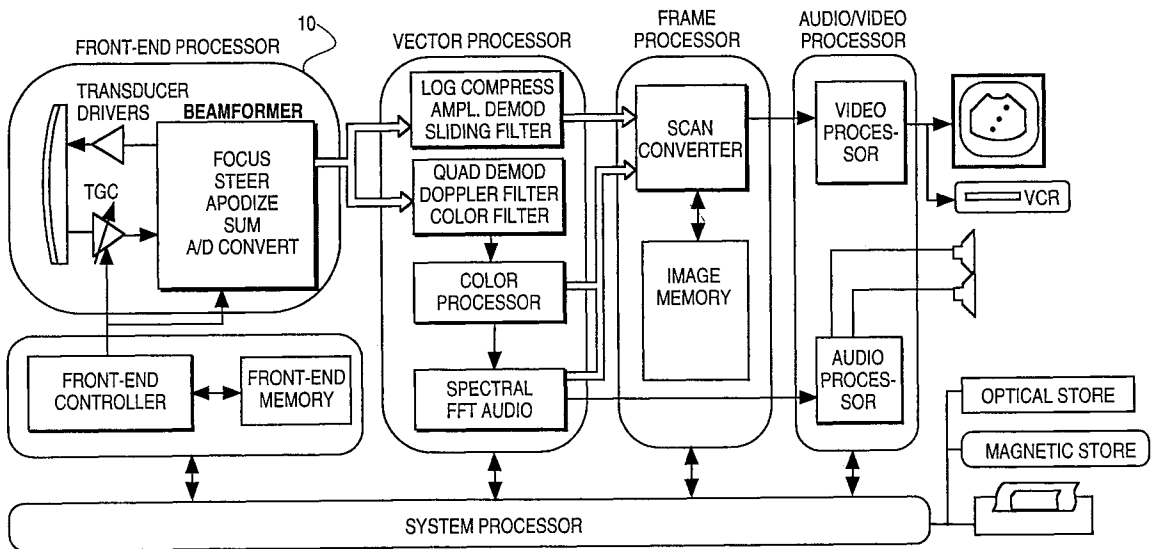 10
FRONT-END PROCESSOR
TRANSDUCER
DRIVERS
BEAMFORMER
FOCUS
STEER
APODIZE
SUM
A/D CONVERT
TGC
FRONT-END
CONTROLLER
FRONT-END
MEMORY
VECTOR PROCESSOR
LOG COMPRESS
AMPL. DEMOD
SLIDING FILTER
QUAD DEMOD
DOPPLER FILTER
COLOR FILTER
COLOR
PROCESSOR
SPECTRAL
FFT AUDIO
FRAME
PROCESSOR
SCAN
CONVERTER
IMAGE
MEMORY
AUDIO/VIDEO
PROCESSOR
VIDEO
PROCES-
SOR
AUDIO
PROCES-
SOR
VCR
OPTICAL STORE
MAGNETIC STORE
SYSTEM PROCESSOR